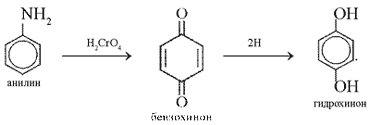 NH₂
анилин
H₂CrO₄
O
O
бензохинон
2H
OH
OH
гидрохинон